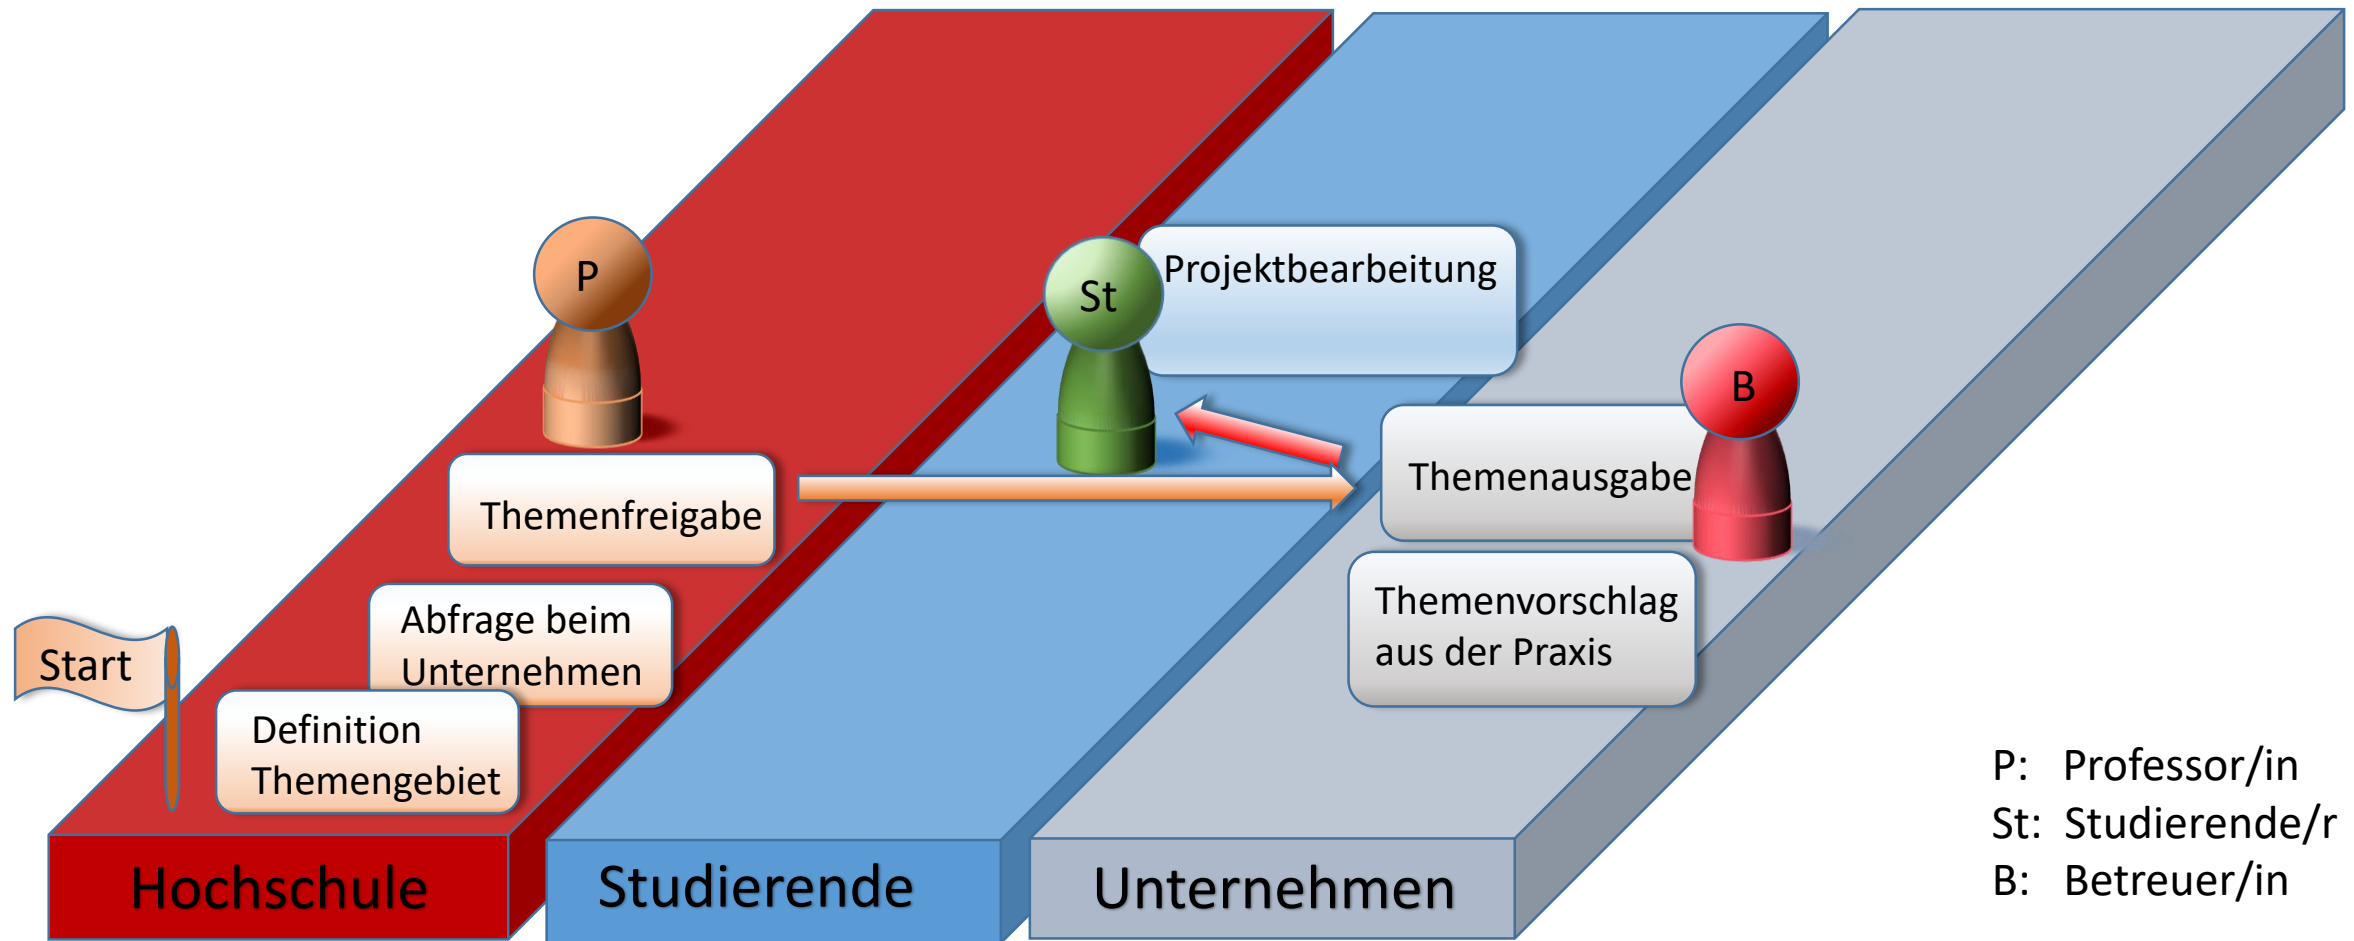 P
St
Projektbearbeitung
B
Themenausgabe
Themenfreigabe
Themenvorschlag
aus der Praxis
Abfrage beim
Unternehmen
Start
Definition
Themengebiet
Hochschule
Studierende
Unternehmen
P: Professor/in
St: Studierende/r
B: Betreuer/in